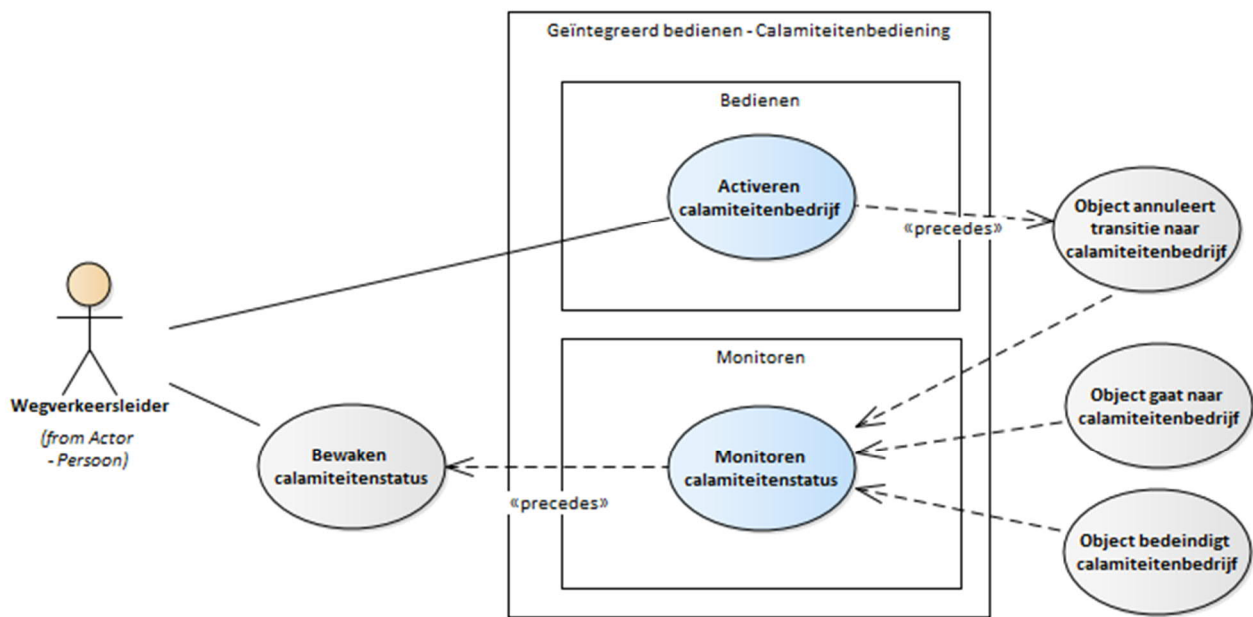 Geïntegreerd bedienen - Calamiteitenbediening
Bedienen
Activeren
calamiteitenbedrijf
«precedes»
Object annuleert
transitie naar
calamiteitenbedrijf
Wegverkeersleider
(from Actor
- Persoon)
Monitoren
Bewaken
calamiteitenstatus
«precedes»
Monitoren
calamiteitenstatus
Object gaat naar
calamiteitenbedrijf
Object bedeindigt
calamiteitenbedrijf